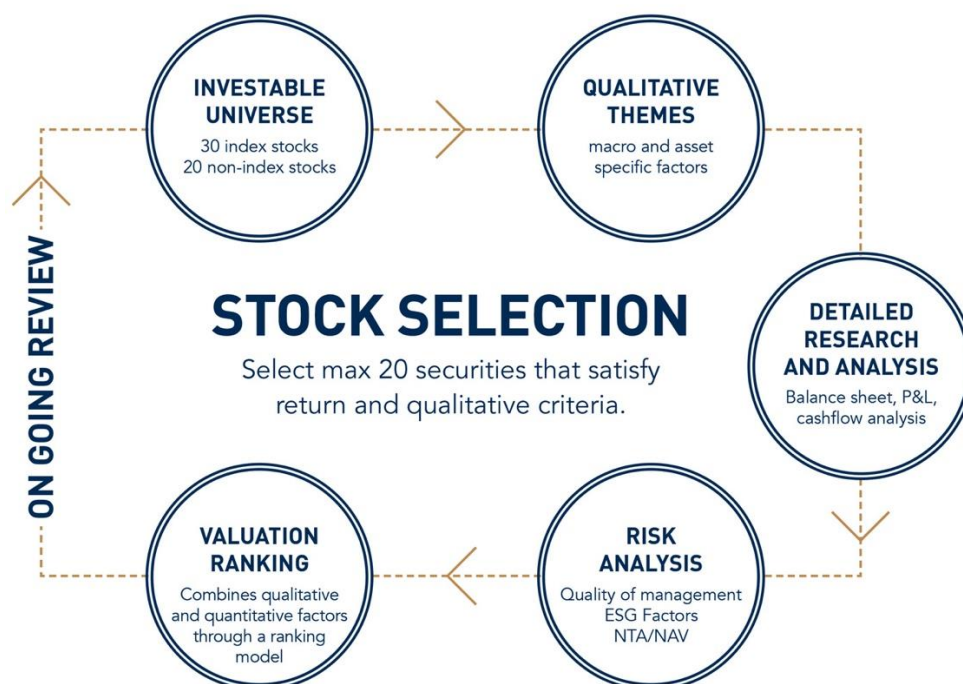 INVESTABLE
UNIVERSE
30 index stocks
20 non-index stocks
QUALITATIVE
THEMES
macro and asset
specific factors
DETAILED
RESEARCH
AND ANALYSIS
Balance sheet, P&L,
cashflow analysis
RISK
ANALYSIS
Quality of management
ESG Factors
NTA/NAV
VALUATION
RANKING
Combines qualitative
and quantitative factors
through a ranking
model
ON GOING REVIEW
STOCK SELECTION
Select max 20 securities that satisfy
return and qualitative criteria.